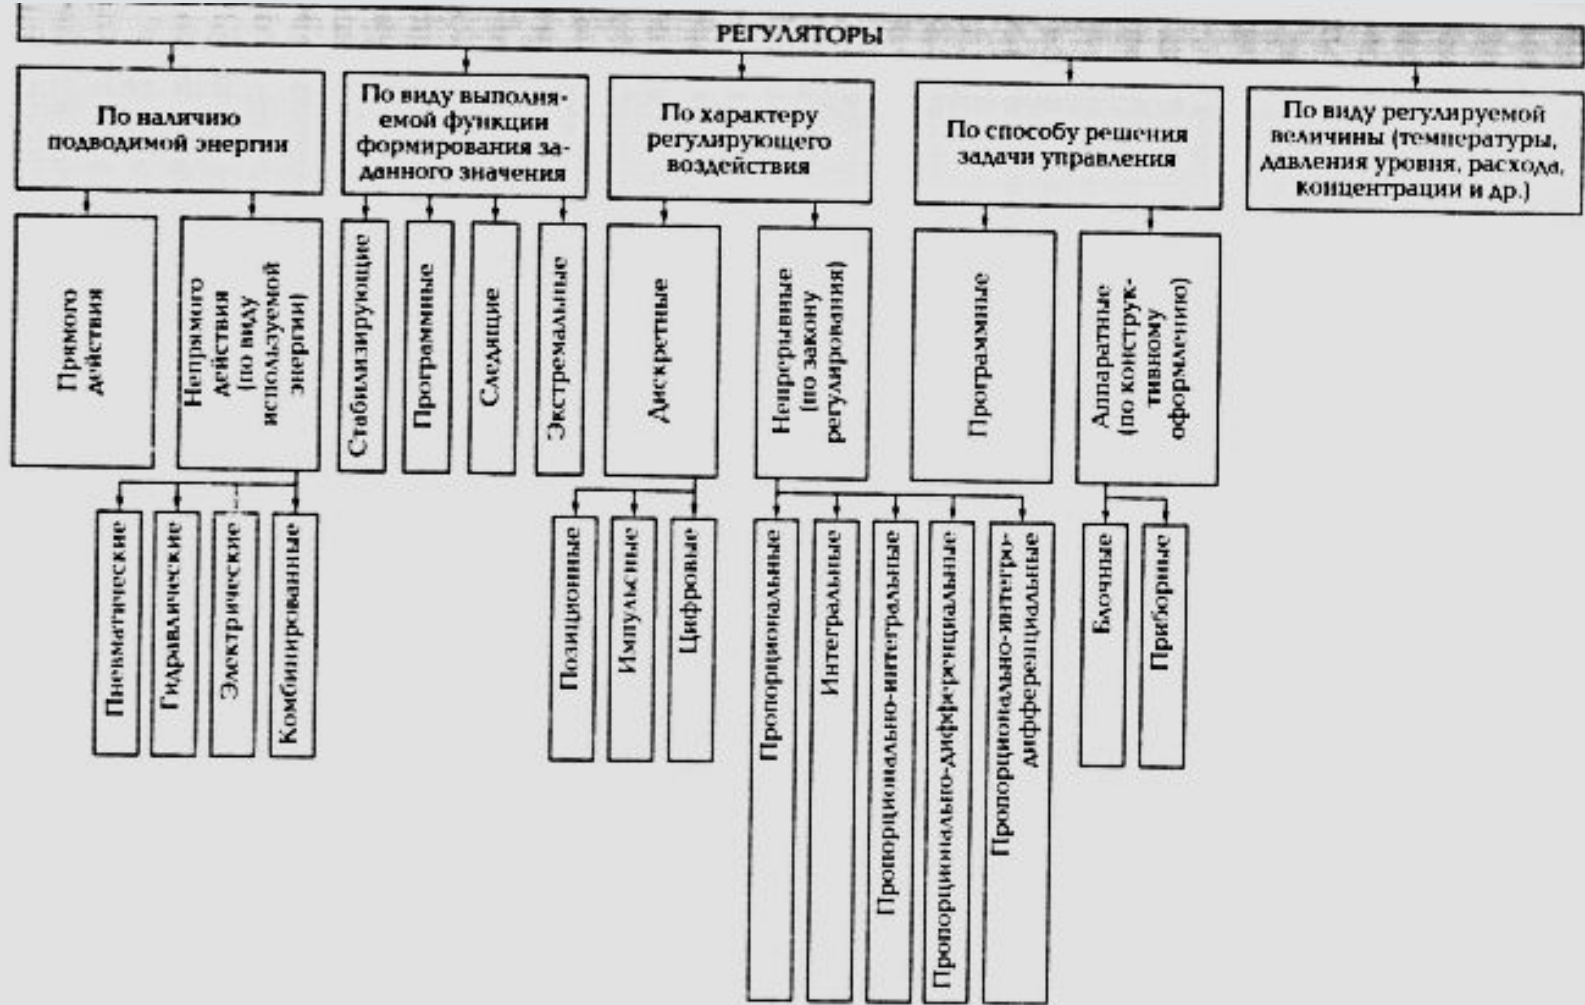 РЕГУЛЯТОРЫ
По наличию
подводимой энергии
По виду выполня-
емой функции
формирования за-
данного значения
По характеру
регулирующего
воздействия
По способу решения
задачи управления
По виду регулируемой
величины (температуры,
давления уровня, расхода,
концентрации и др.)
Прямого
действия
Непрямого
действия
(по виду
используемой
энергии)
Стабилизирующие
Программные
Следящие
Экстремальные
Дискретные
Непрерывные
(по закону
регулирования)
Программные
Аппаратные
(по конструк-
тивному
оформлению)
Пневматические
Гидравлические
Электрические
Комбинированные
Позиционные
Импульсные
Цифровые
Пропорциональные
Интегральные
Пропорционально-интегральные
Пропорционально-дифференциальные
Пропорционально-интегро-
дифференциальные
Блочные
Приборные